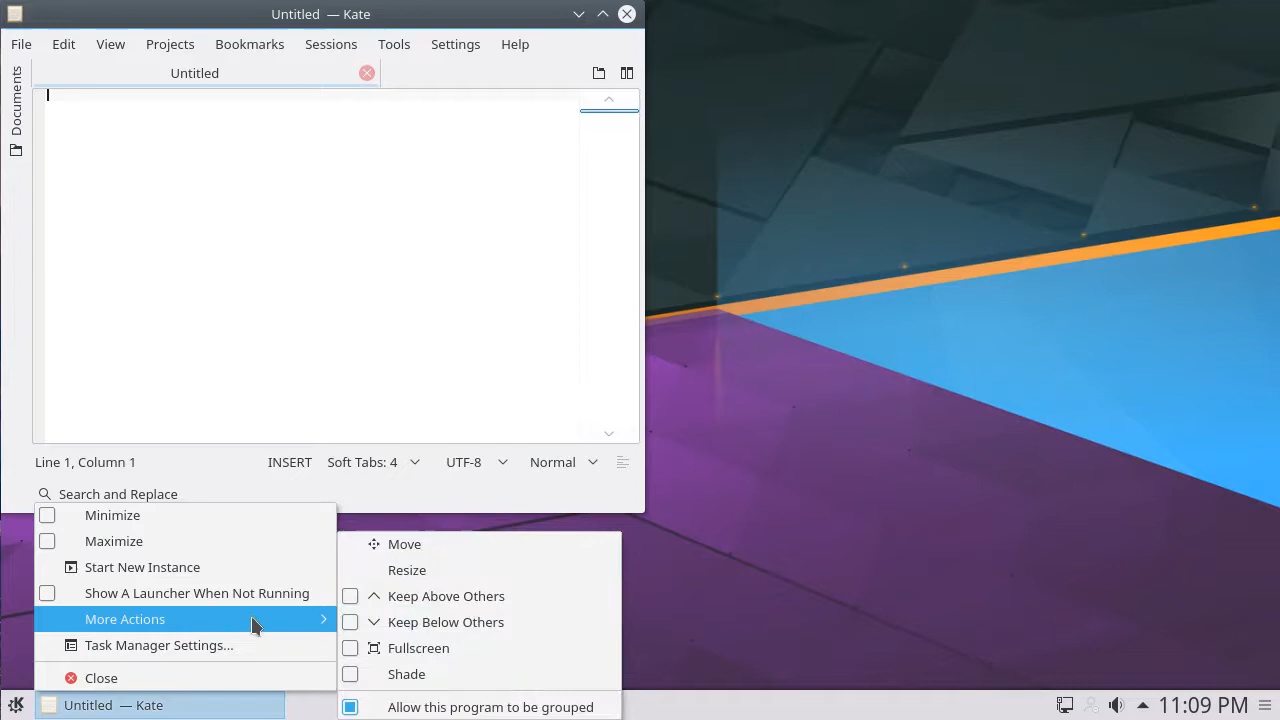 Untitled — Kate
File Edit View Projects Bookmarks Sessions Tools Settings Help
Untitled
Documents
Line 1, Column 1 INSERT Soft Tabs: 4 UTF-8 Normal
Search and Replace
Minimize
Maximize
Start New Instance
Show A Launcher When Not Running
More Actions
Task Manager Settings...
Close
Move
Resize
Keep Above Others
Keep Below Others
Fullscreen
Shade
Allow this program to be grouped
Untitled — Kate
11:09 PM